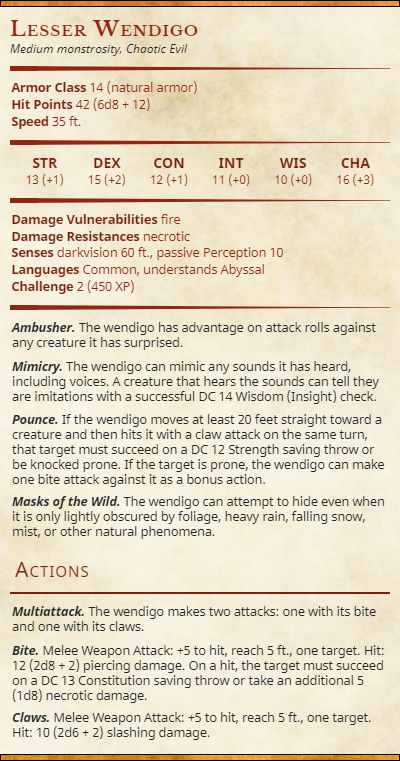 Lesser Wendigo
Medium monstrosity, Chaotic Evil
Armor Class 14 (natural armor)
Hit Points 42 (6d8 + 12)
Speed 35 ft.
STR DEX CON INT WIS CHA
13 (+1) 15 (+2) 12 (+1) 11 (+0) 10 (+0) 16 (+3)
Damage Vulnerabilities fire
Damage Resistances necrotic
Senses darkvision 60 ft., passive Perception 10
Languages Common, understands Abyssal
Challenge 2 (450 XP)
Ambusher. The wendigo has advantage on attack rolls against
any creature it has surprised.
Mimicry. The wendigo can mimic any sounds it has heard,
including voices. A creature that hears the sounds can tell they
are imitations with a successful DC 14 Wisdom (Insight) check.
Pounce. If the wendigo moves at least 20 feet straight toward a
creature and then hits it with a claw attack on the same turn,
that target must succeed on a DC 12 Strength saving throw or
be knocked prone. If the target is prone, the wendigo can make
one bite attack against it as a bonus action.
Masks of the Wild. The wendigo can attempt to hide even when
it is only lightly obscured by foliage, heavy rain, falling snow,
mist, or other natural phenomena.
Actions
Multiattack. The wendigo makes two attacks: one with its bite
and one with its claws.
Bite. Melee Weapon Attack: +5 to hit, reach 5 ft., one target. Hit:
12 (2d8 + 2) piercing damage. On a hit, the target must succeed
on a DC 13 Constitution saving throw or take an additional 5
(1d8) necrotic damage.
Claws. Melee Weapon Attack: +5 to hit, reach 5 ft., one target.
Hit: 10 (2d6 + 2) slashing damage.